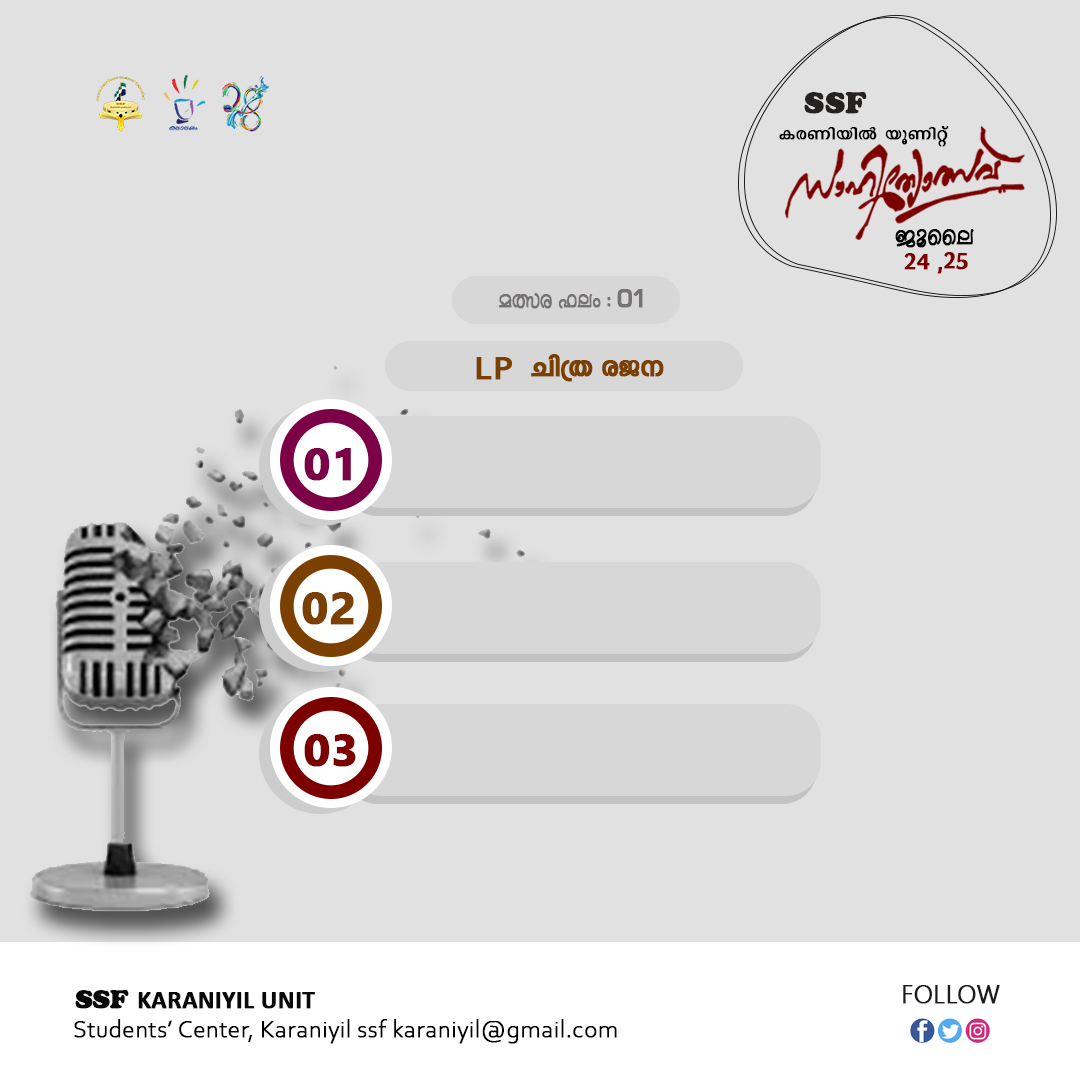 SSF
കരണിയിൽ യൂണിറ്റ്
സാഹിത്യോത്സവ്
ജൂലൈ
24 ,25
മത്സര ഫലം : 01
LP ചിത്ര രജന
01
02
03
SSF KARANIYIL UNIT
Students’ Center, Karaniyil ssf karaniyil@gmail.com
FOLLOW